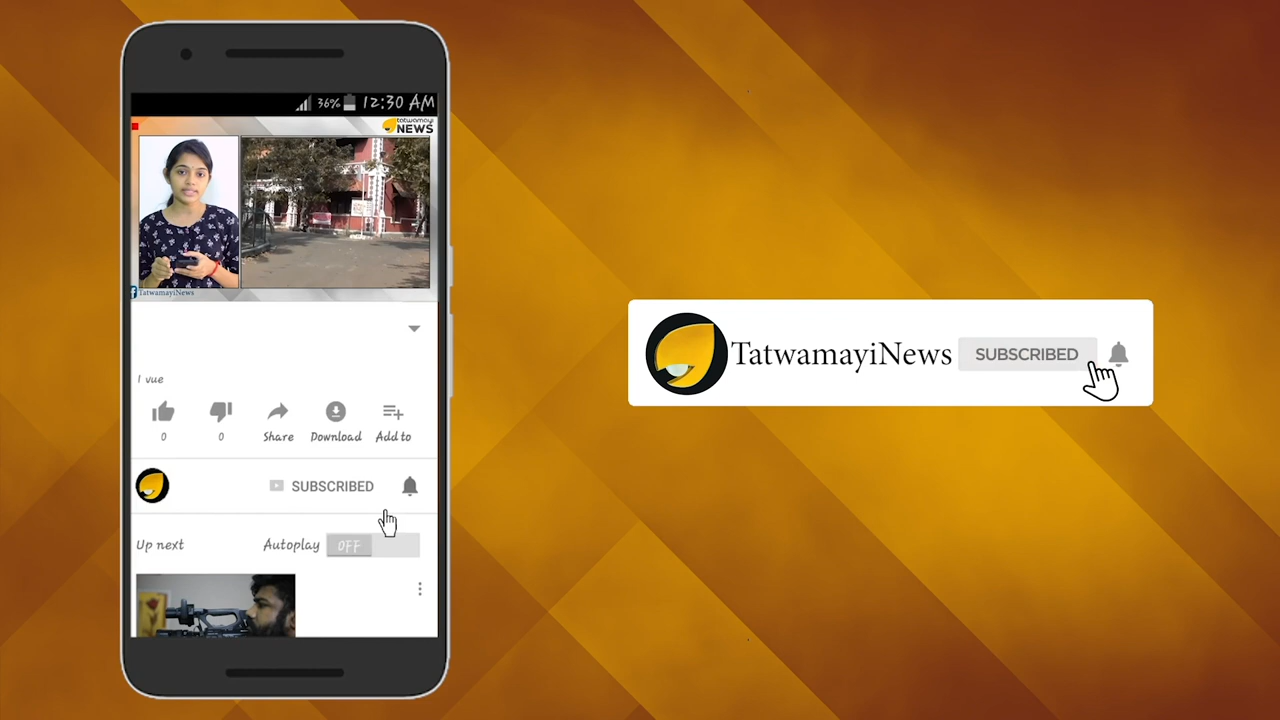 36% 12:30 AM
tatwamayi
NEWS
TatwamayiNews
1 vue
0 0 Share Download Add to
SUBSCRIBED
Up next Autoplay OFF
TatwamayiNews SUBSCRIBED